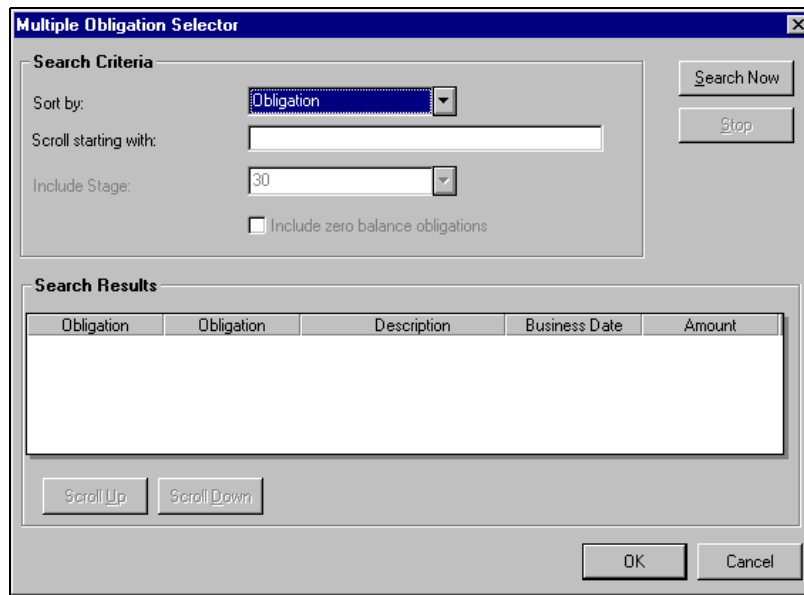 Multiple Obligation Selector
Search Criteria
Sort by: Obligation
Search Now
Scroll starting with:
Stop
Include Stage: 30
Include zero balance obligations
Search Results
Obligation Obligation Description Business Date Amount
Scroll Up Scroll Down
OK Cancel